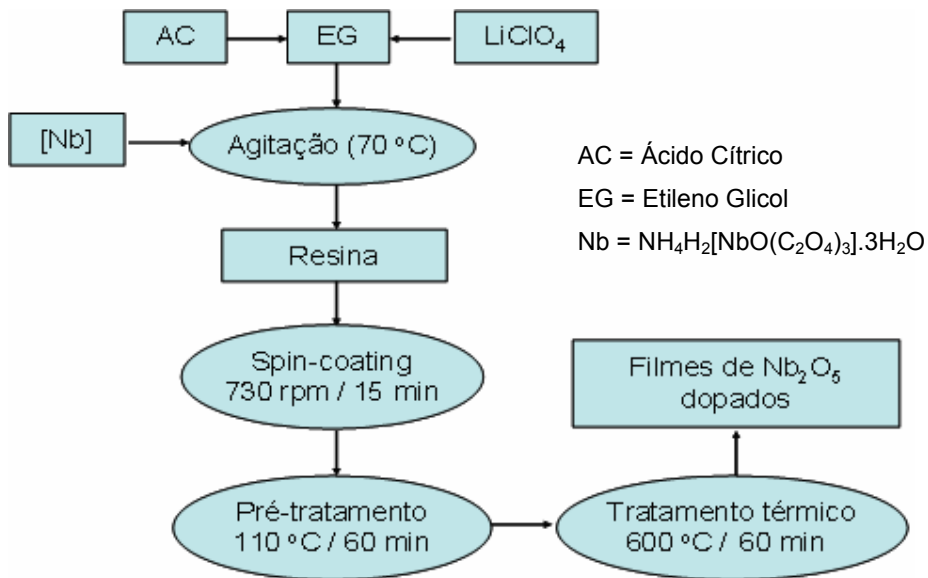 AC
EG
LiClO₄
[Nb]
Agitação (70 °C)
AC = Ácido Cítrico
EG = Etileno Glicol
Nb = NH₄H₂[NbO(C₂O₄)₃].3H₂O
Resina
Spin-coating
730 rpm / 15 min
Filmes de Nb₂O₅
dopados
Pré-tratamento
110 °C / 60 min
Tratamento térmico
600 °C / 60 min